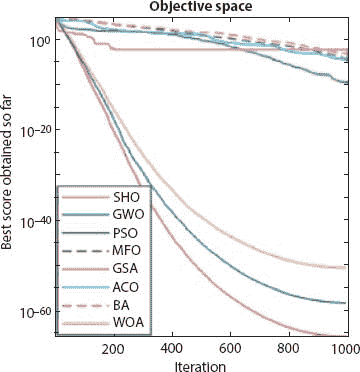 Objective space
Best score obtained so far
10^0
10^-20
10^-40
10^-60
SHO
GWO
PSO
MFO
GSA
ACO
BA
WOA
200 400 600 800 1000
Iteration